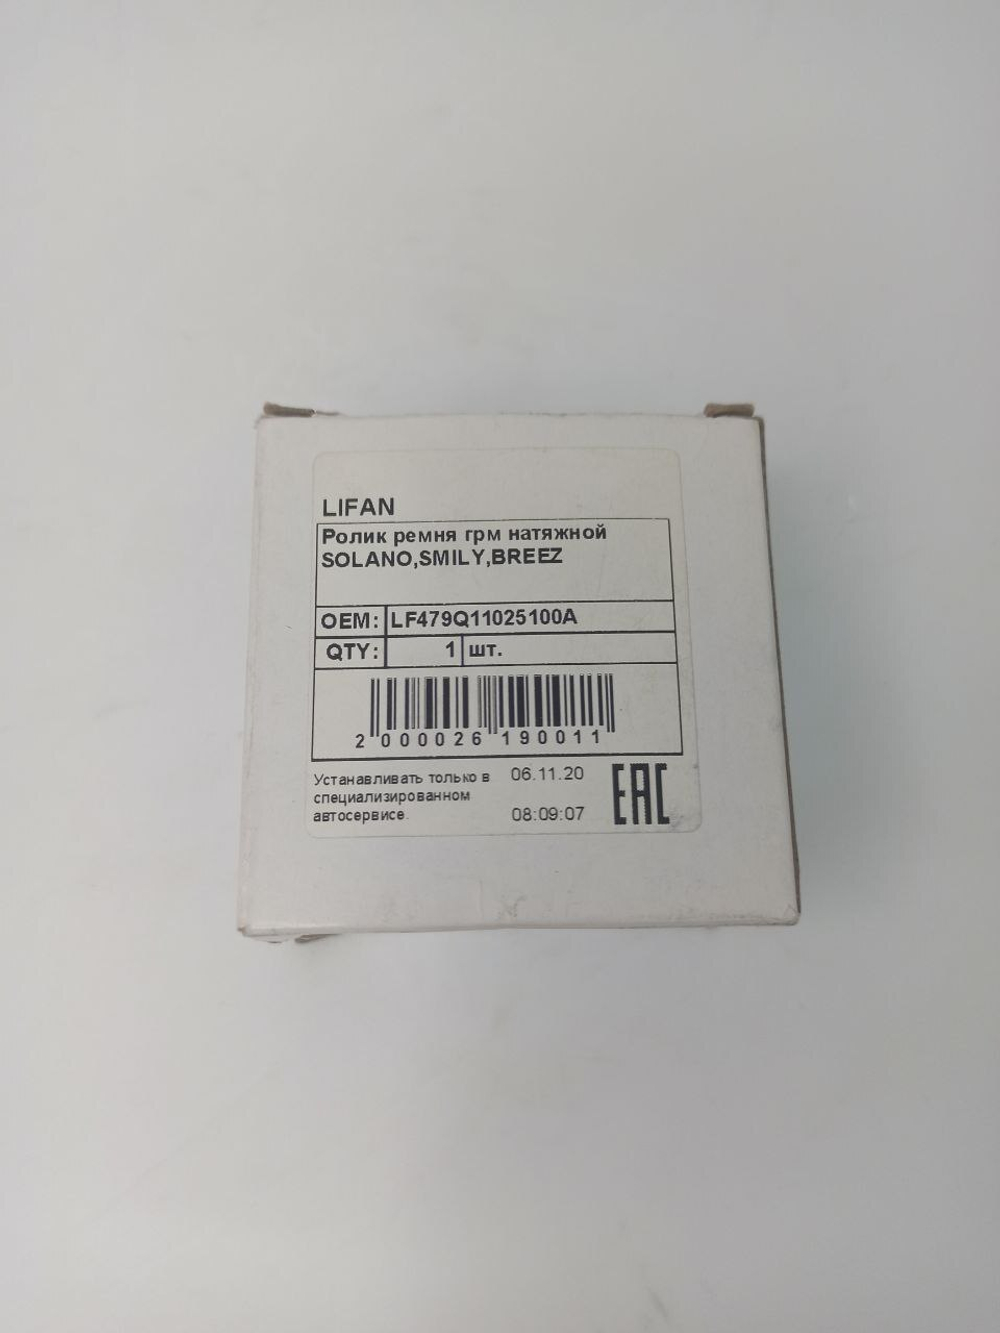 LIFAN
Ролик ремня грм натяжной
SOLANO,SMILY,BREEZ
OEM: LF479Q11025100A
QTY: 1 шт.
2 000026 190011
Устанавливать только в
специализированном
автосервисе.
06.11.20
08:09:07
EAC